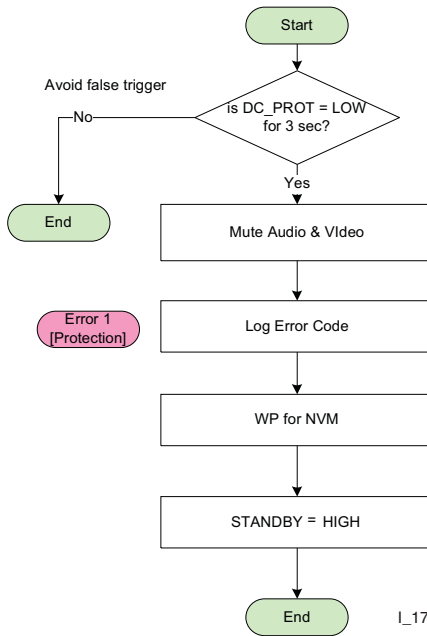 Start
Avoid false trigger
is DC_PROT = LOW
for 3 sec?
No
Yes
End
Mute Audio & VIdeo
Error 1
[Protection]
Log Error Code
WP for NVM
STANDBY = HIGH
End
I_17